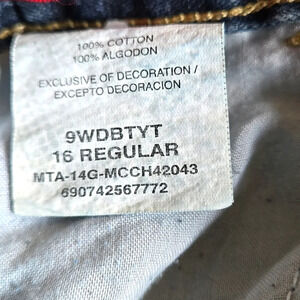 100% COTTON
100% ALGODON
EXCLUSIVE OF DECORATION /
EXCEPTO DECORACION
9WDBTYT
16 REGULAR
MTA-14G-MCCH42043
690742567772